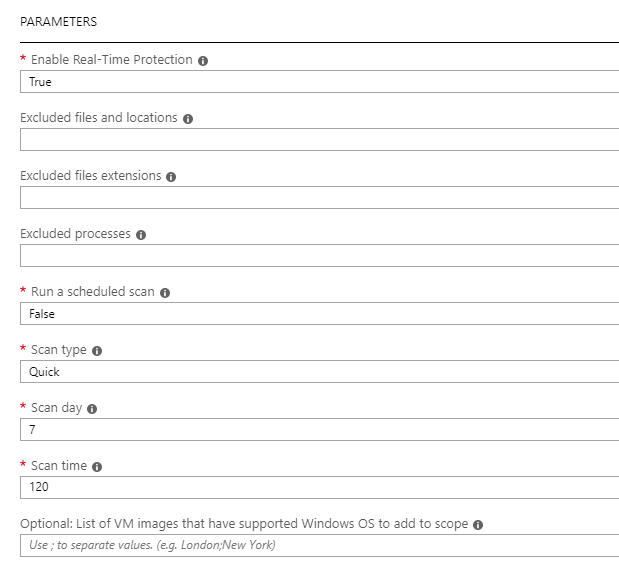 PARAMETERS
* Enable Real-Time Protection
True
Excluded files and locations
Excluded files extensions
Excluded processes
* Run a scheduled scan
False
* Scan type
Quick
* Scan day
7
* Scan time
120
Optional: List of VM images that have supported Windows OS to add to scope
Use ; to separate values. (e.g. London;New York)